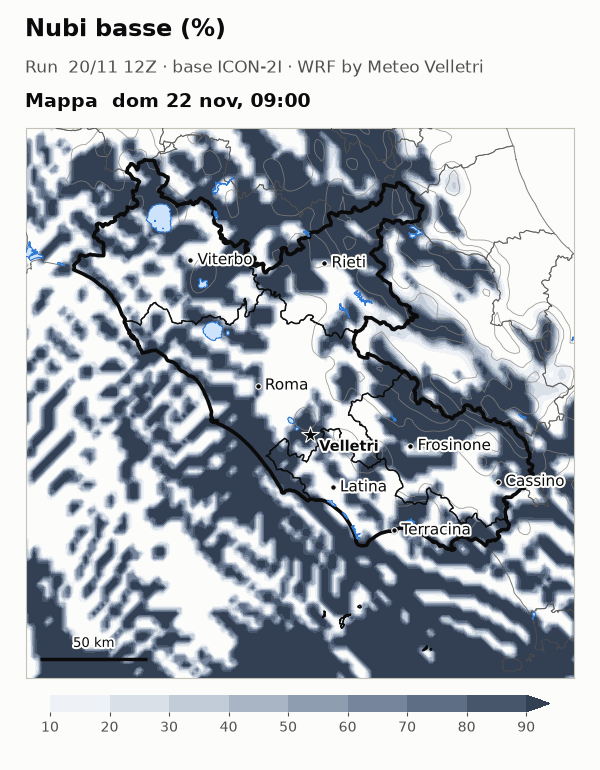 Nubi basse (%)
Run  20/11 12Z · base ICON-2I · WRF by Meteo Velletri
Mappa  dom 22 nov, 09:00
Viterbo
Rieti
Roma
Velletri
Frosinone
Latina
Cassino
Terracina
50 km
10 20 30 40 50 60 70 80 90